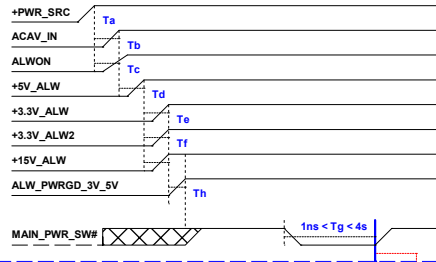 +PWR_SRC
Ta
ACAV_IN
Tb
ALWON
Tc
+5V_ALW
Td
+3.3V_ALW
Te
+3.3V_ALW2
Tf
+15V_ALW
ALW_PWRGD_3V_5V
Th
1ns < Tg < 4s
MAIN_PWR_SW#